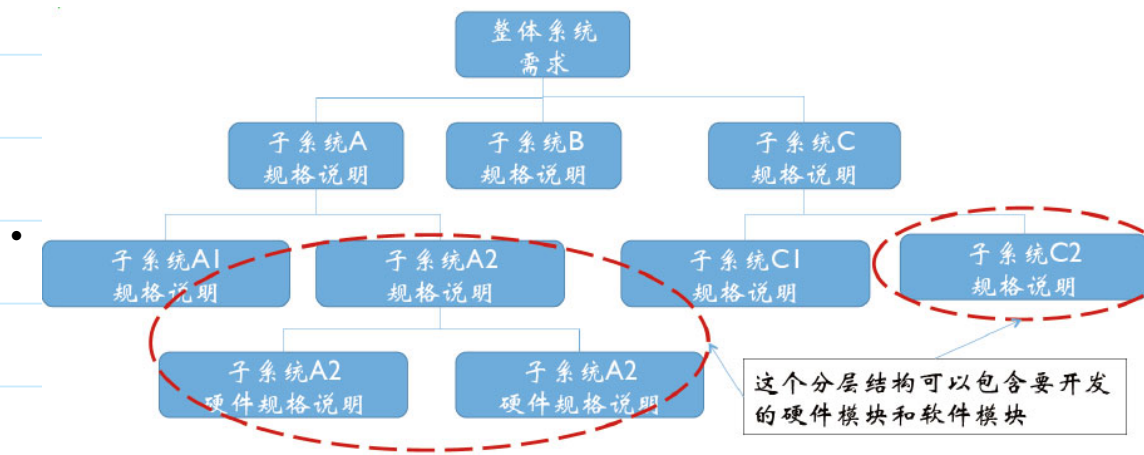 整体系统
需求
子系统A
规格说明
子系统B
规格说明
子系统C
规格说明
子系统A1
规格说明
子系统A2
规格说明
子系统C1
规格说明
子系统C2
规格说明
子系统A2
硬件规格说明
子系统A2
硬件规格说明
这个分层结构可以包含要开发
的硬件模块和软件模块